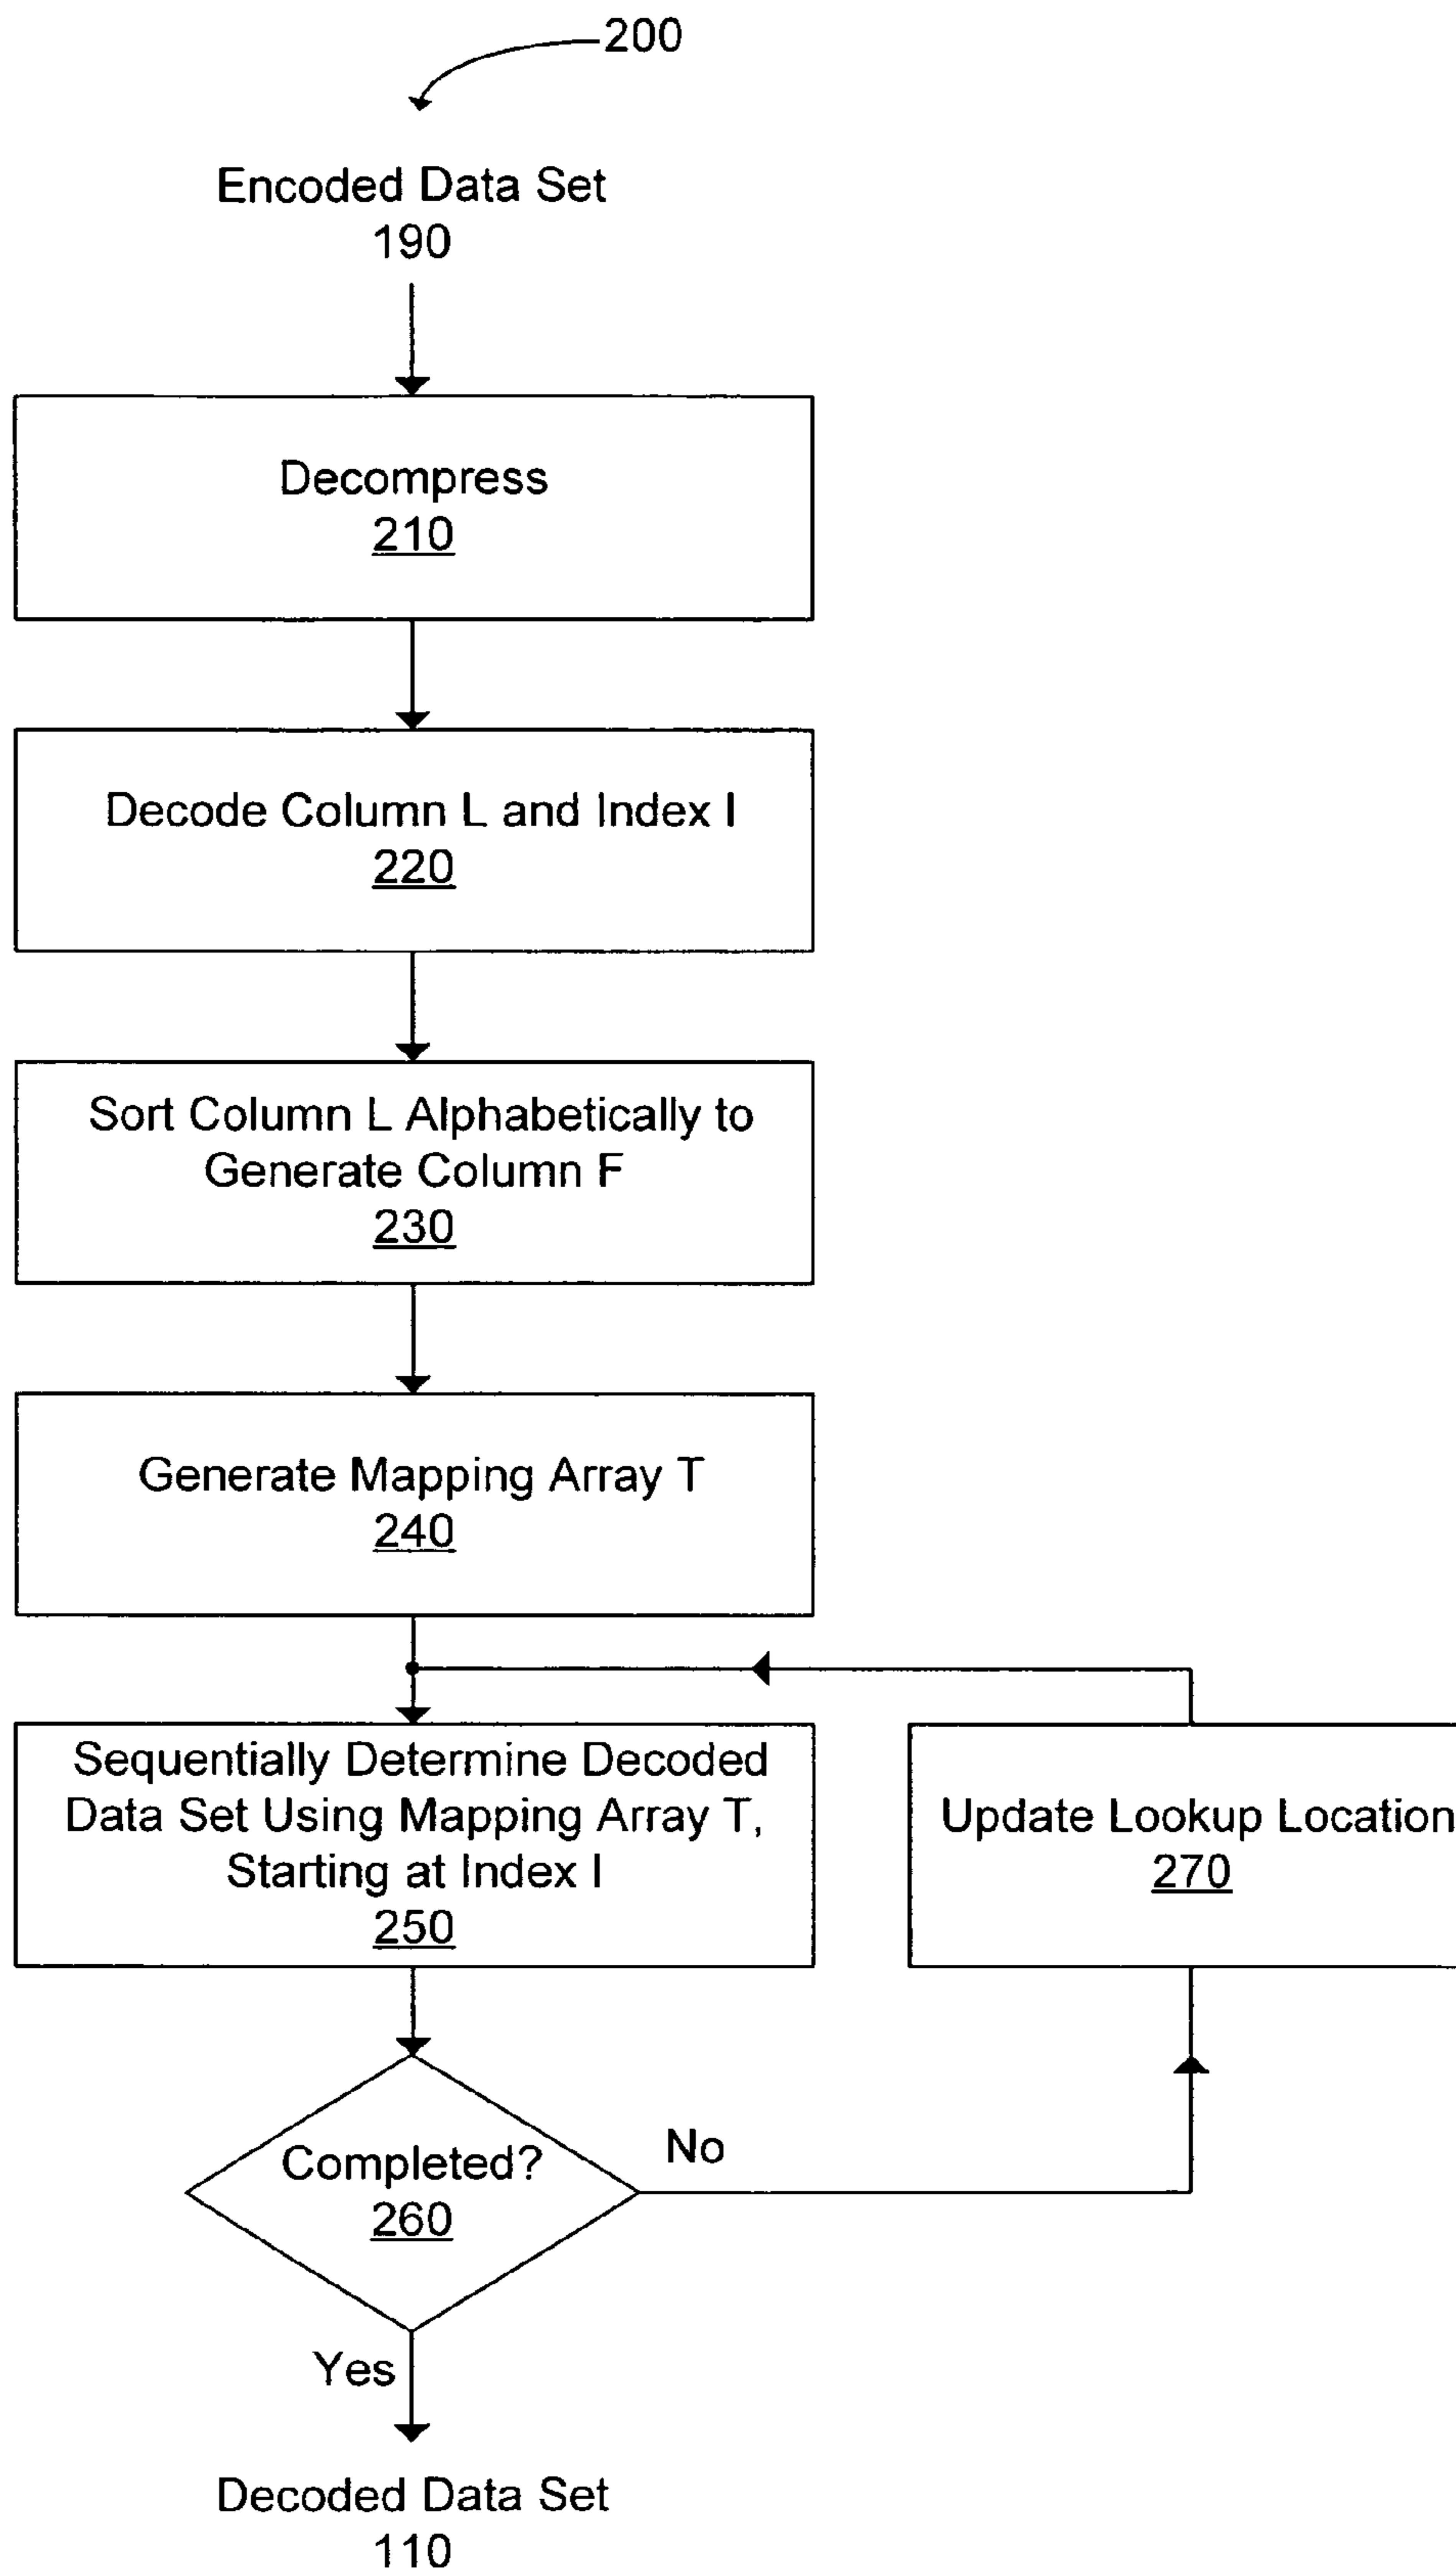 200
Encoded Data Set
190
Decompress
210
Decode Column L and Index I
220
Sort Column L Alphabetically to
Generate Column F
230
Generate Mapping Array T
240
Sequentially Determine Decoded
Data Set Using Mapping Array T,
Starting at Index I
250
Update Lookup Location
270
Completed?
260
No
Yes
Decoded Data Set
110